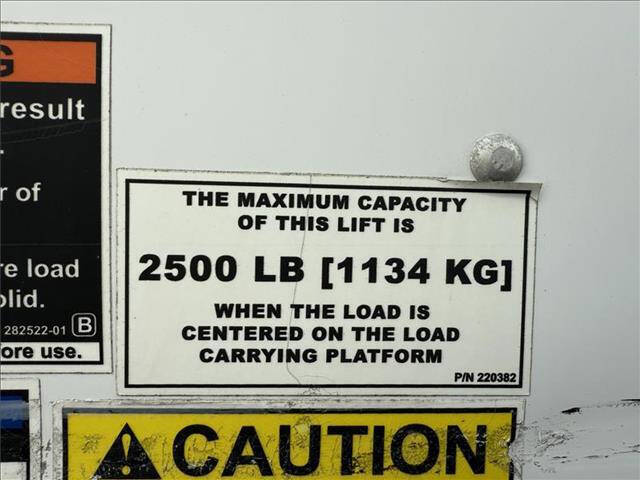 G
result
r of
re load
olid.
282522-01 B
ore use.
THE MAXIMUM CAPACITY
OF THIS LIFT IS
2500 LB [1134 KG]
WHEN THE LOAD IS
CENTERED ON THE LOAD
CARRYING PLATFORM
P/N 220382
CAUTION